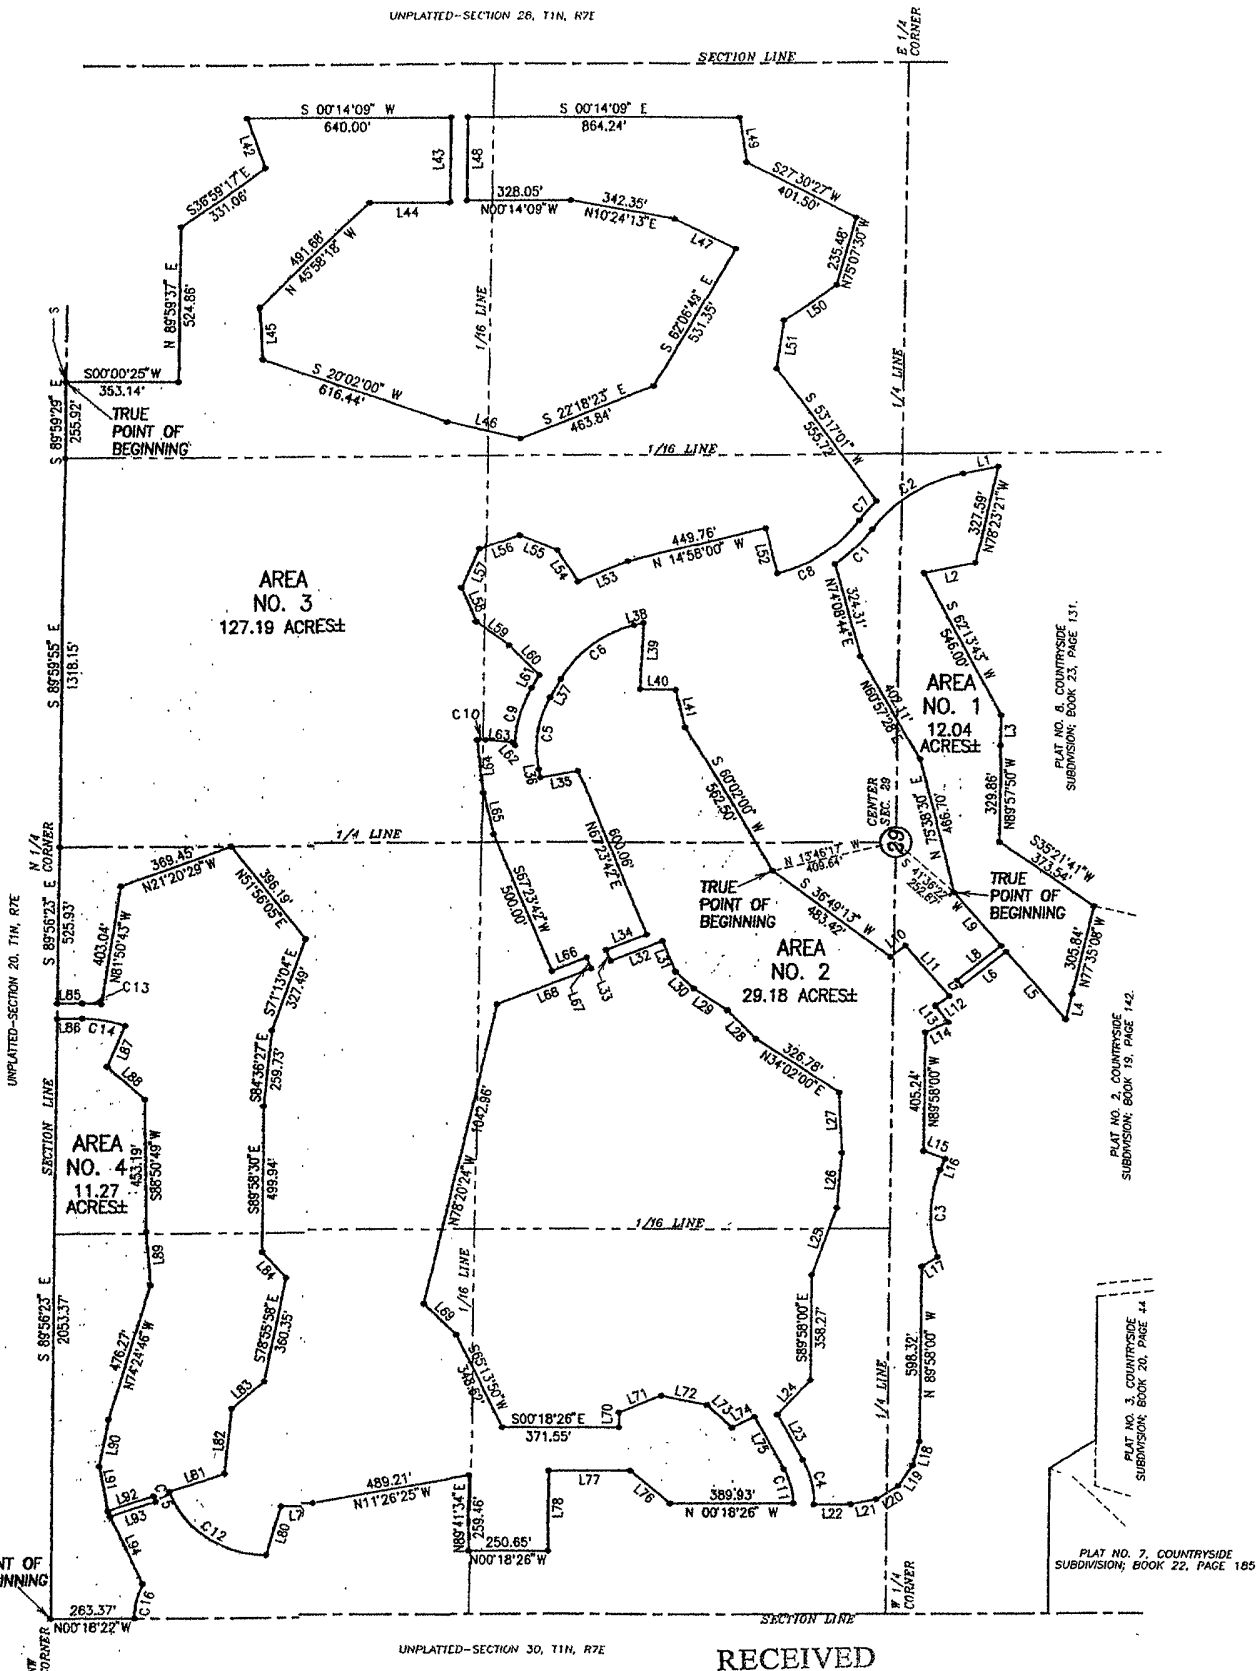 UNPLATTED-SECTION 28, T1N, R7E
E 1/4
CORNER
SECTION LINE
S 00°14'09" W
640.00'
S 00°14'09" E
864.24'
L42
L43
L48
L49
S36°59'17"E
331.06'
S27°30'27"W
401.50'
328.05'
N00°14'09"W
342.35'
N10°24'13"E
L44
L47
235.48'
N75°07'30"W
491.68'
N 45°58'18" W
N 89°59'37" E
524.86'
L45
L50
L51
S 62°06'49" E
531.35'
1/16 LINE
1/4 LINE
S 20°02'00" W
616.44'
L46
S 22°18'23" E
463.84'
S 53°17'01" W
555.72'
S
S00°00'25"W
353.14'
TRUE
POINT OF
BEGINNING
S 89°59'29" E
255.92'
1/16 LINE
L1
C2
C7
C1
C8
327.59'
N78°23'21"W
L2
449.76'
N 14°58'00" W
L52
L53
L54
L55
L56
L57
L58
L59
L60
L61
AREA
NO. 3
127.19 ACRES±
S 89°59'55" E
1318.15'
324.31'
N74°08'44"E
S 62°13'43" W
546.00'
L38
C6
L39
L40
L41
L37
C9
C5
C10
L63
L62
L64
L36
L35
L65
409.11'
N60°57'28"E
AREA
NO. 1
12.04
ACRES±
L3
329.86'
N89°57'50"W
PLAT NO. 8, COUNTRYSIDE
SUBDIVISION; BOOK 23, PAGE 131.
S 60°02'00" W
562.50'
N 75°38'30" E
466.70'
CENTER
SEC. 29
29
N 1/4
CORNER
1/4 LINE
N 13°46'17" W
409.64'
S 41°36'22" W
252.87'
S35°21'41"W
373.54'
TRUE
POINT OF
BEGINNING
TRUE
POINT OF
BEGINNING
369.45'
N21°20'29"W
396.19'
N51°56'05"E
600.06'
N67°23'42"E
S67°23'42"W
500.00'
S 36°49'13" W
483.42'
UNPLATTED-SECTION 20, T1N, R7E
S 89°56'23" E
525.93'
403.04'
N81°50'43"W
S71°13'04"E
327.49'
C13
L85
L86
C14
L87
L88
L66
L34
L32
L33
L67
L68
L31
L30
L29
L28
AREA
NO. 2
29.18 ACRES±
L10
L9
L11
L8
L6
L5
L12
L13
L14
305.84'
N77°35'08"W
L4
326.78'
N34°02'00"E
S84°36'27"E
259.73'
405.24'
N89°58'00"W
PLAT NO. 2, COUNTRYSIDE
SUBDIVISION; BOOK 19, PAGE 142.
SECTION LINE
AREA
NO. 4
11.27
ACRES±
453.19'
S88°50'49"W
S89°58'30"E
499.94'
1042.96'
N78°20'24"W
L27
L26
L25
L15
L16
C3
L17
1/16 LINE
L89
L84
1/16 LINE
L69
S 89°56'23" E
2053.37'
476.27'
N74°24'46"W
S78°55'58"E
360.35'
S65°13'50"W
348.62'
S89°58'00"E
358.27'
598.32'
N 89°58'00" W
1/4 LINE
PLAT NO. 3, COUNTRYSIDE
SUBDIVISION; BOOK 20, PAGE 44
L83
L82
L90
L91
S00°18'26"E
371.55'
L70
L71
L72
L73
L74
L75
L24
L23
C4
C11
L18
L19
L20
L21
L22
L92
L93
C15
L81
C12
L80
L94
C16
489.21'
N11°26'25"W
N89°41'34"E
259.46'
L77
L78
L76
389.93'
N 00°18'26" W
250.65'
N00°18'26"W
PLAT NO. 7, COUNTRYSIDE
SUBDIVISION; BOOK 22, PAGE 185
263.37'
N00°18'22"W
W 1/4
CORNER
SECTION LINE
UNPLATTED-SECTION 30, T1N, R7E
RECEIVED